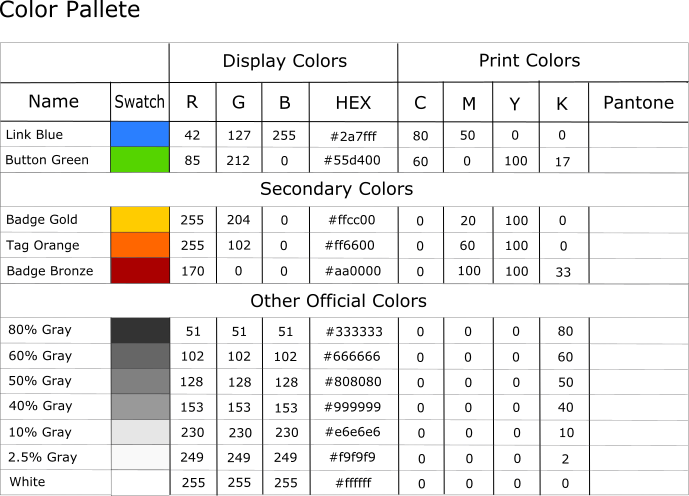 Color Pallete
Display Colors Print Colors
Name Swatch R G B HEX C M Y K Pantone
Link Blue 42 127 255 #2a7fff 80 50 0 0
Button Green 85 212 0 #55d400 60 0 100 17
Secondary Colors
Badge Gold 255 204 0 #ffcc00 0 20 100 0
Tag Orange 255 102 0 #ff6600 0 60 100 0
Badge Bronze 170 0 0 #aa0000 0 100 100 33
Other Official Colors
80% Gray 51 51 51 #333333 0 0 0 80
60% Gray 102 102 102 #666666 0 0 0 60
50% Gray 128 128 128 #808080 0 0 0 50
40% Gray 153 153 153 #999999 0 0 0 40
10% Gray 230 230 230 #e6e6e6 0 0 0 10
2.5% Gray 249 249 249 #f9f9f9 0 0 0 2
White 255 255 255 #ffffff 0 0 0 0